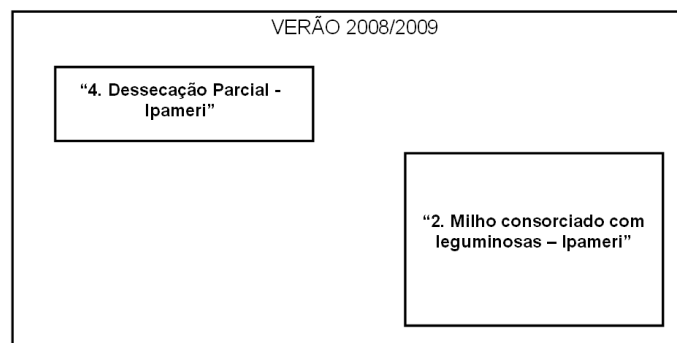 VERÃO 2008/2009
“4. Dessecação Parcial -
Ipameri”
“2. Milho consorciado com
leguminosas – Ipameri”